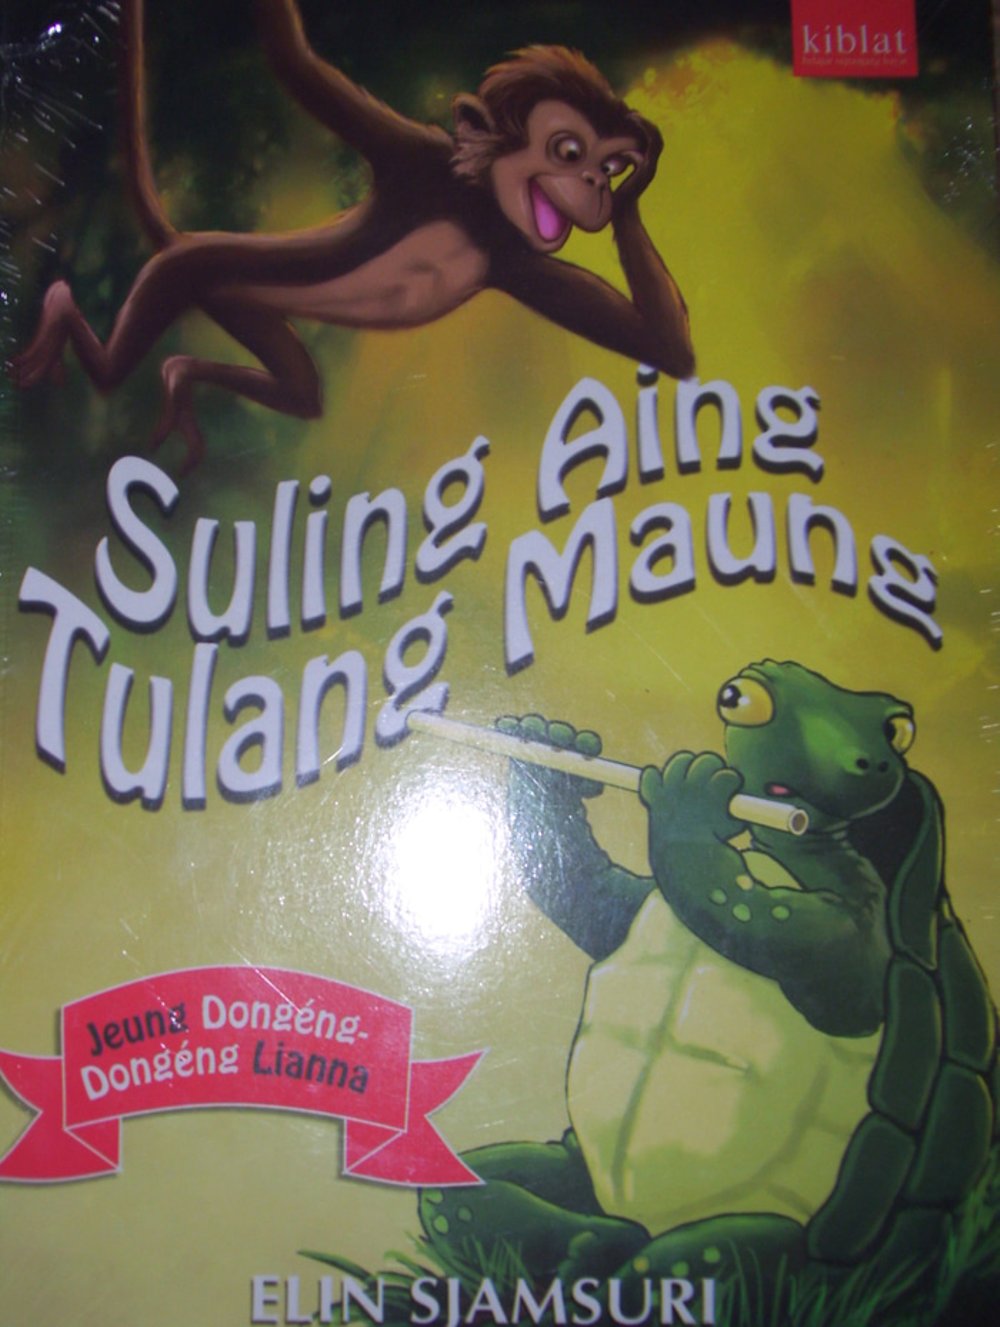 kiblat
Suling Aing
Tulang Maung
Jeung Dongéng-
Dongéng Lianna
ELIN SJAMSURI